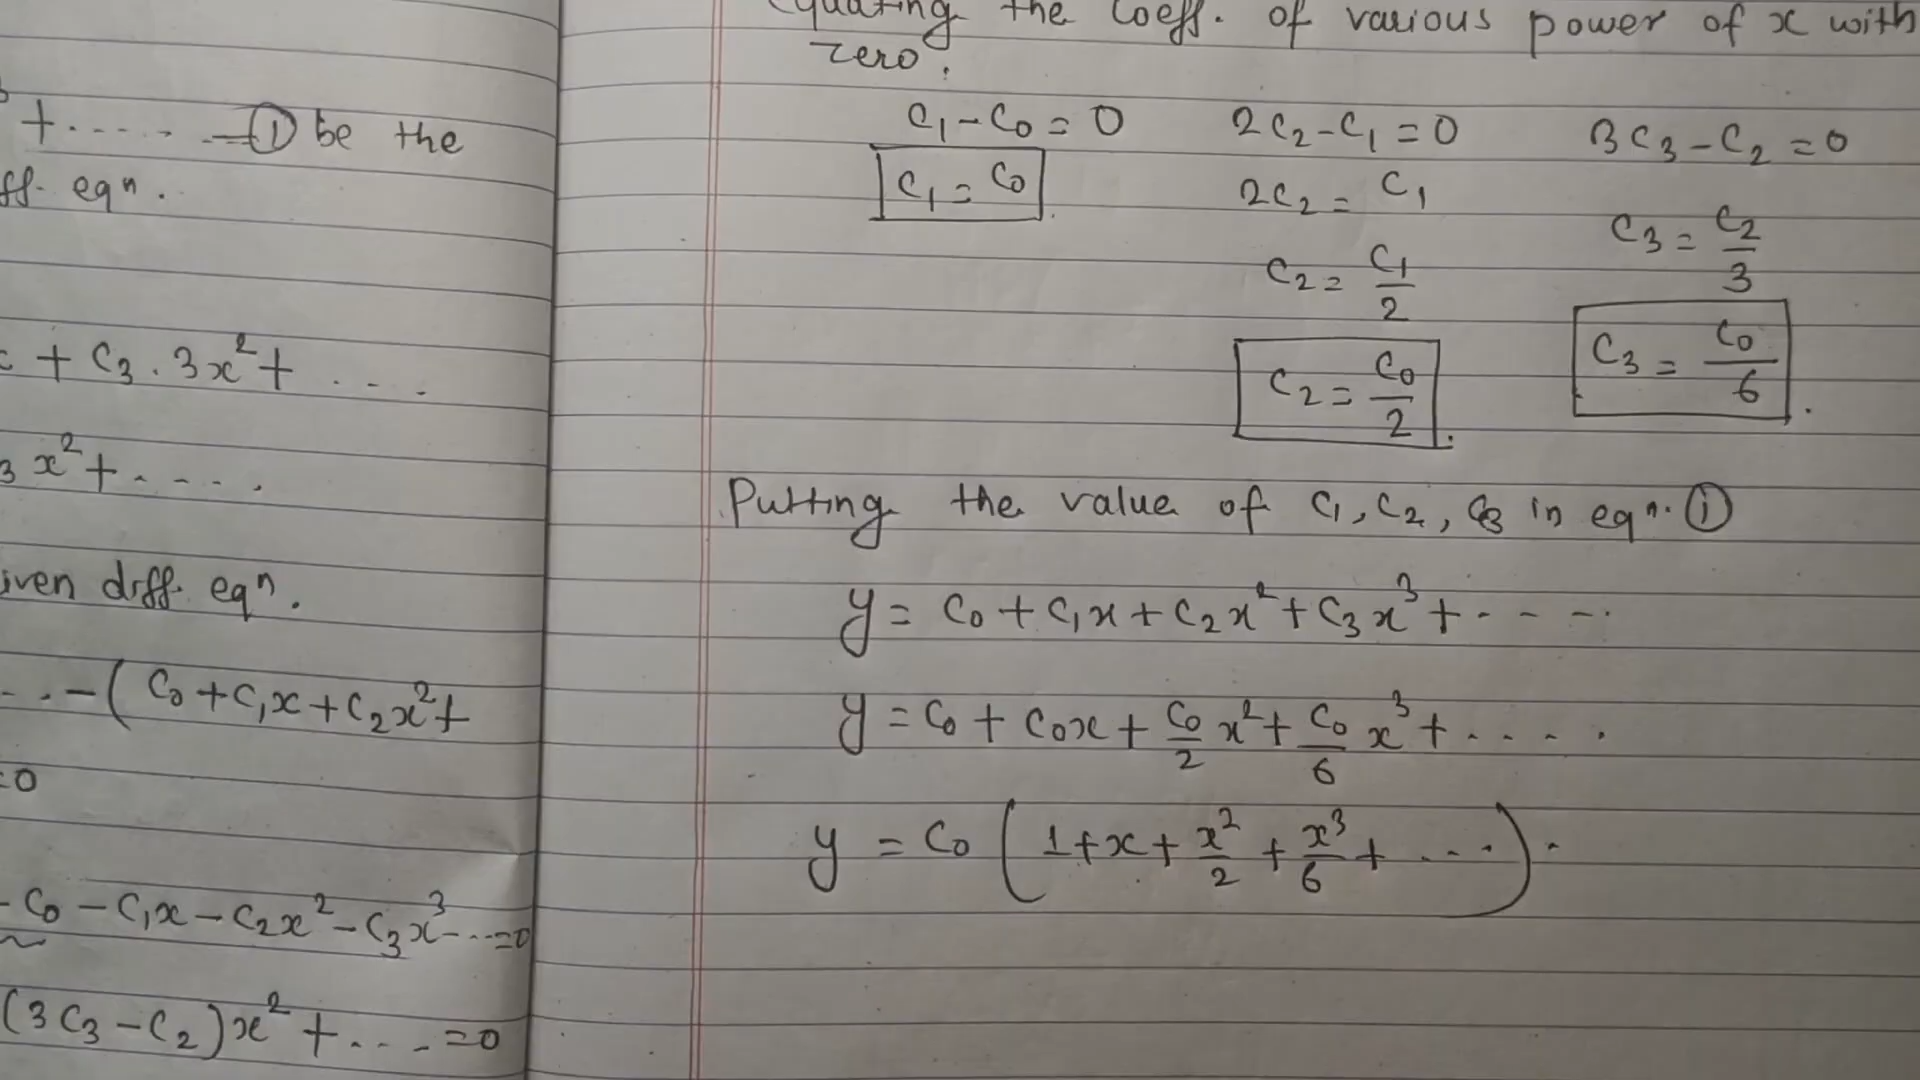 + ..... —① be the
ff. eqⁿ.
+ C₃ . 3x² + ....
₃ x² + .....
iven diff. eqⁿ.
... - ( C₀ + C₁x + C₂x² +
=0
- C₀ - C₁x - C₂x² - C₃x³ ... =0
(3C₃ - C₂)x² + .... =0
Equating the Coeff. of various power of x with
zero.
C₁ - C₀ = 0 2C₂ - C₁ = 0 3C₃ - C₂ = 0
C₁ = C₀ 2C₂ = C₁
C₂ = C₁/2 C₃ = C₂/3
C₂ = C₀/2. C₃ = C₀/6.
Putting the value of C₁, C₂, C₃ in eqⁿ. ①
y = C₀ + C₁x + C₂x² + C₃x³ + .....
y = C₀ + C₀x + C₀/2 x² + C₀/6 x³ + .....
y = C₀ ( 1 + x + x²/2 + x³/6 + .... ).